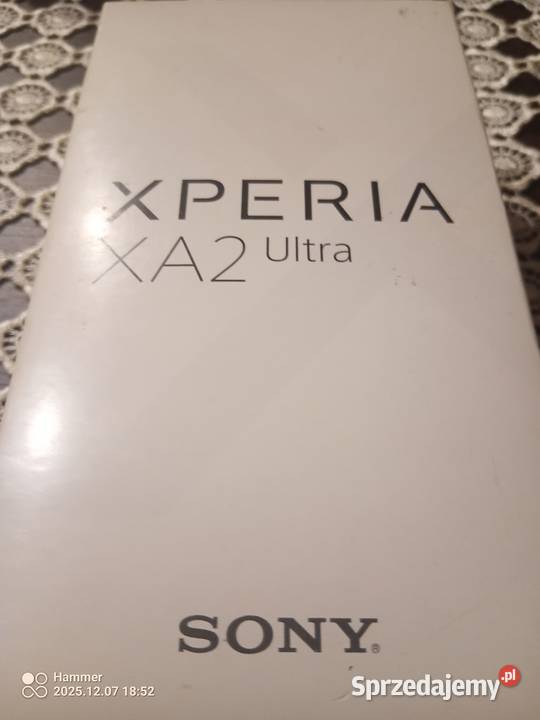 XPERIA
XA2 Ultra
SONY®
Hammer
2025.12.07 18:52
Sprzedajemy.pl